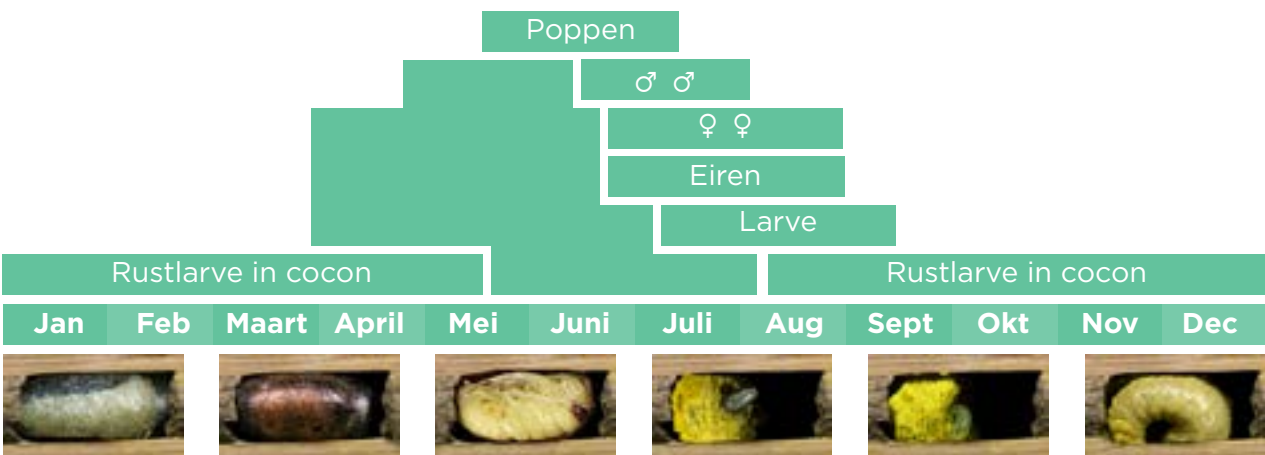 Poppen
♂ ♂
♀ ♀
Eiren
Larve
Rustlarve in cocon Rustlarve in cocon
Jan Feb Maart April Mei Juni Juli Aug Sept Okt Nov Dec